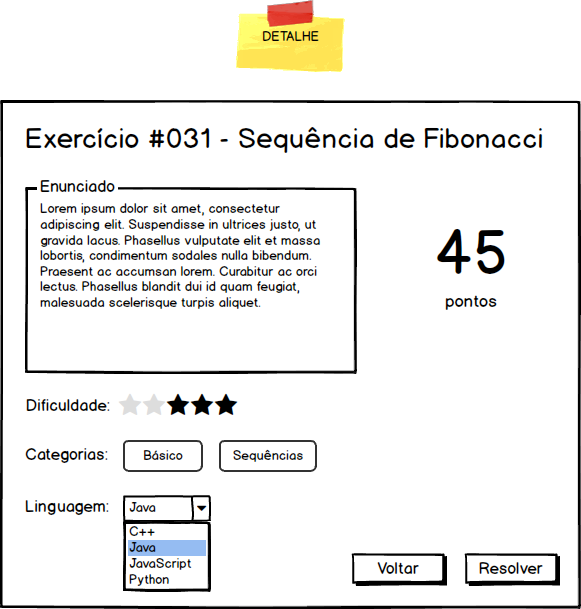 DETALHE
Exercício #031 - Sequência de Fibonacci
Enunciado
Lorem ipsum dolor sit amet, consectetur
adipiscing elit. Suspendisse in ultrices justo, ut
gravida lacus. Phasellus vulputate elit et massa
lobortis, condimentum sodales nulla bibendum.
Praesent ac accumsan lorem. Curabitur ac orci
lectus. Phasellus blandit dui id quam feugiat,
malesuada scelerisque turpis aliquet.
45
pontos
Dificuldade:
Categorias: Básico Sequências
Linguagem: Java
C++
Java
JavaScript
Python
Voltar Resolver